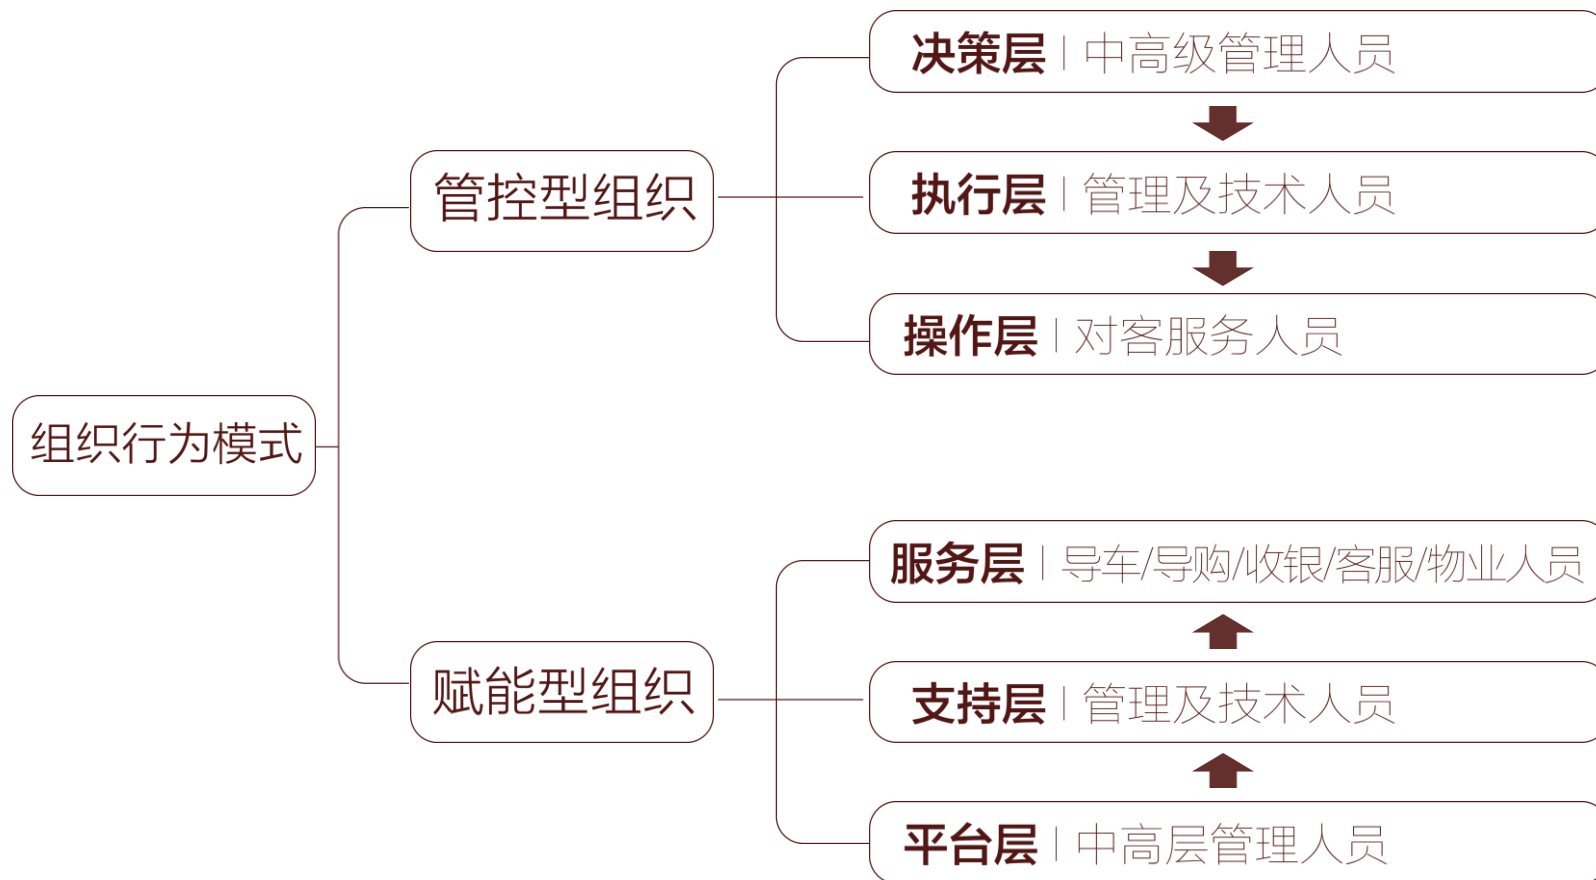 决策层 | 中高级管理人员
管控型组织
执行层 | 管理及技术人员
操作层 | 对客服务人员
组织行为模式
服务层 | 导车/导购/收银/客服/物业人员
赋能型组织
支持层 | 管理及技术人员
平台层 | 中高层管理人员